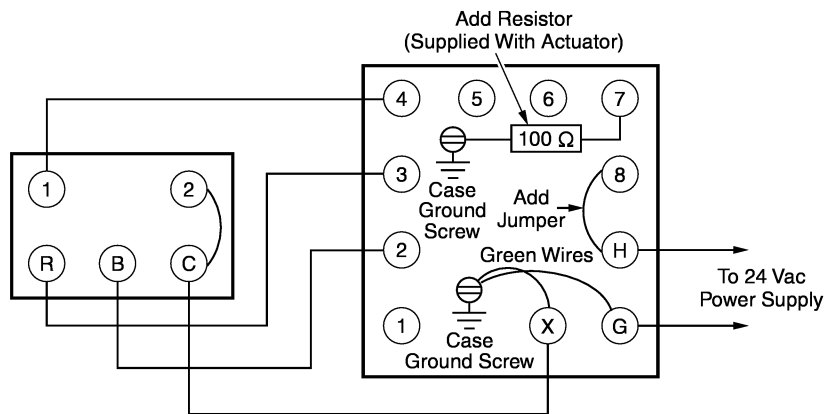 Add Resistor
(Supplied With Actuator)
4
5
6
7
100 Ω
1
2
3
8
Case
Ground
Screw
Add
Jumper
R
B
C
2
Green Wires
H
To 24 Vac
Power Supply
1
X
G
Case
Ground Screw